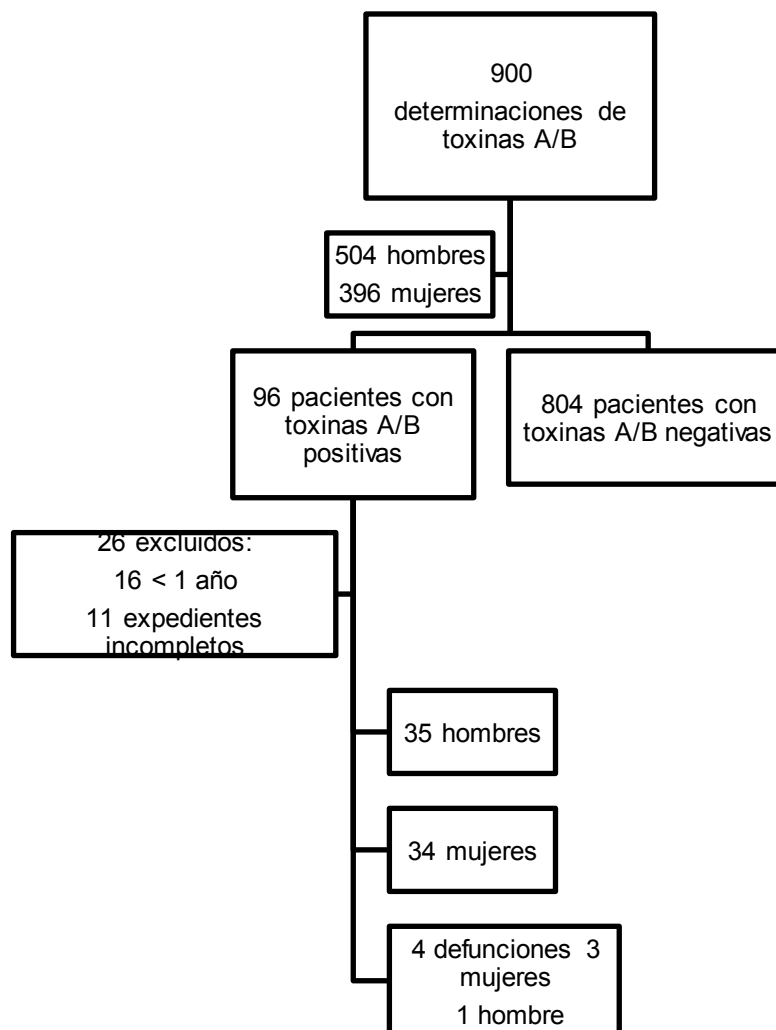 900
determinaciones de
toxinas A/B
504 hombres
396 mujeres
96 pacientes con
toxinas A/B
positivas
804 pacientes con
toxinas A/B negativas
26 excluidos:
16 < 1 año
11 expedientes
incompletos
35 hombres
34 mujeres
4 defunciones 3
mujeres
1 hombre